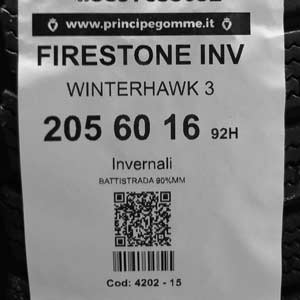 www.principegomme.it
FIRESTONE INV
WINTERHAWK 3
205 60 16 92H
Invernali
BATTISTRADA 90%MM
Cod: 4202 - 15